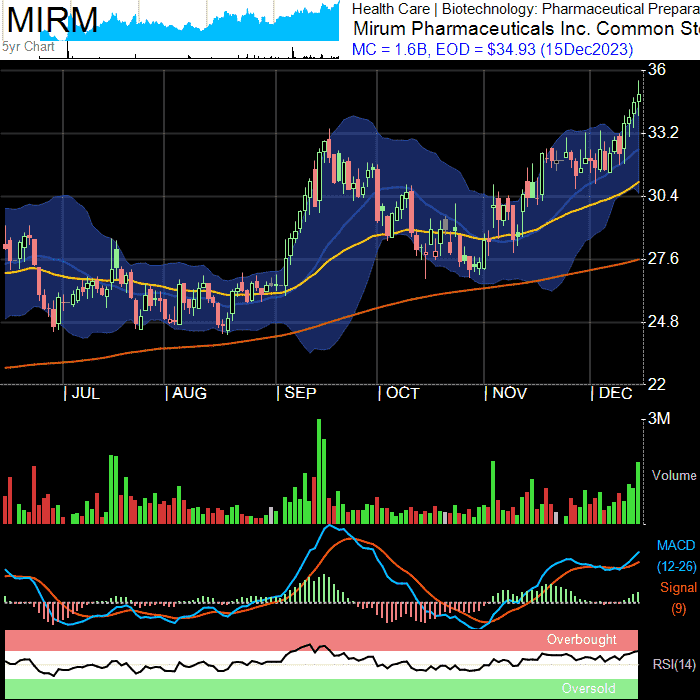 MIRM
5yr Chart
Health Care | Biotechnology: Pharmaceutical Prepara
Mirum Pharmaceuticals Inc. Common Sto
MC = 1.6B, EOD = $34.93 (15Dec2023)
36
33.2
30.4
27.6
24.8
22
| JUL | AUG | SEP | OCT | NOV | DEC
3M
Volume
MACD
(12-26)
Signal
(9)
Overbought
RSI(14)
Oversold